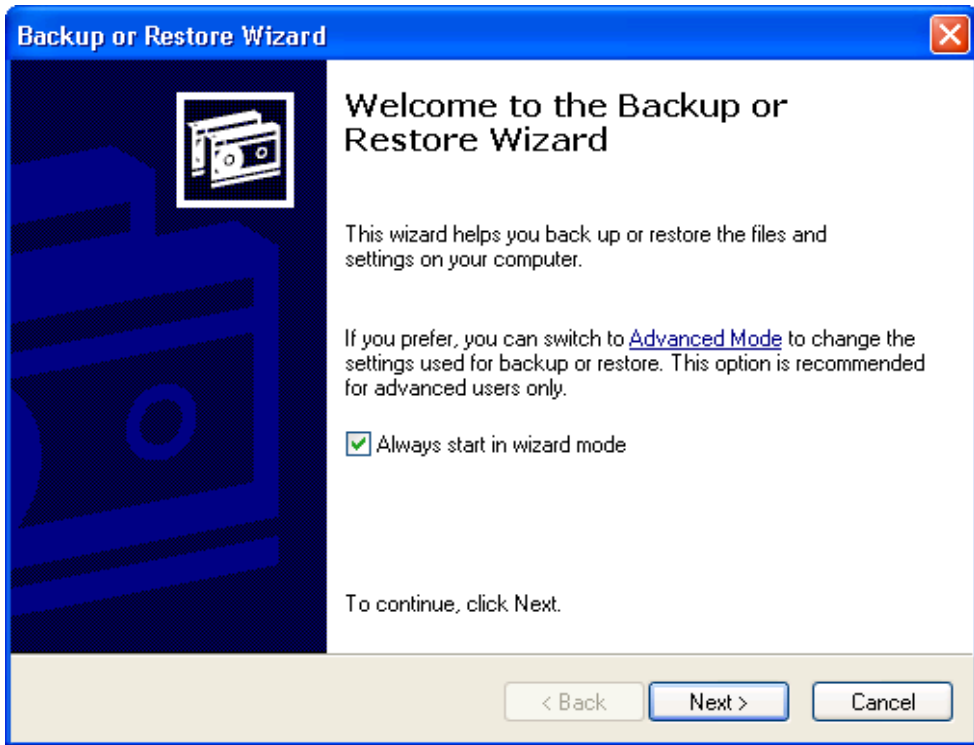 Backup or Restore Wizard
Welcome to the Backup or
Restore Wizard
This wizard helps you back up or restore the files and
settings on your computer.
If you prefer, you can switch to Advanced Mode to change the
settings used for backup or restore. This option is recommended
for advanced users only.
Always start in wizard mode
To continue, click Next.
< Back Next > Cancel